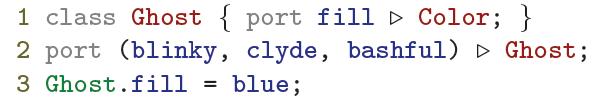 1 class Ghost { port fill ▷ Color; }
2 port (blinky, clyde, bashful) ▷ Ghost;
3 Ghost.fill = blue;